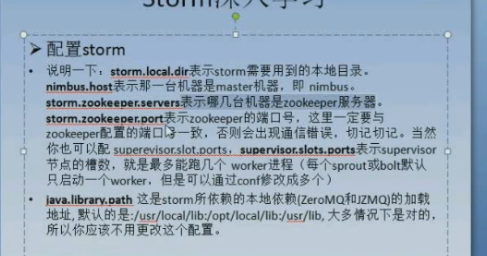 Storm深入学习
➤ 配置storm
• 说明一下：storm.local.dir表示storm需要用到的本地目录。
nimbus.host表示那一台机器是master机器，即 nimbus。
storm.zookeeper.servers表示哪几台机器是zookeeper服务器。
storm.zookeeper.port表示zookeeper的端口号，这里一定要与
zookeeper配置的端口号一致，否则会出现通信错误，切记切记。当然
你也可以配 superevisor.slot.port，supervisor.slots.ports表示supervisor
节点的槽数，就是最多能跑几个 worker进程（每个sprout或bolt默认
只启动一个worker，但是可以通过conf修改成多个）
• java.library.path 这是storm所依赖的本地依赖(ZeroMQ和JZMQ)的加载
地址, 默认的是:/usr/local/lib:/opt/local/lib:/usr/lib, 大多情况下是对的,
所以你应该不用更改这个配置。